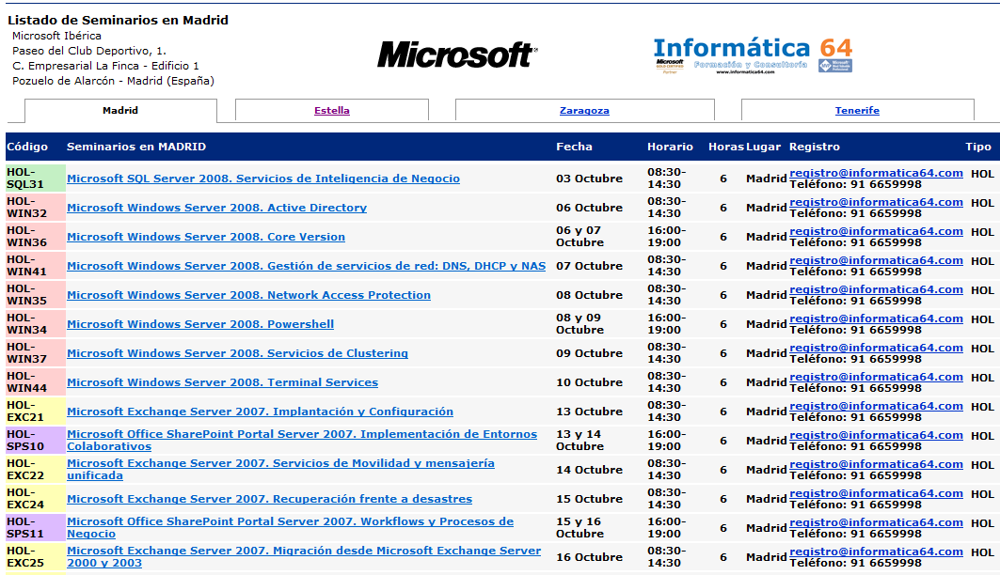 Listado de Seminarios en Madrid
Microsoft Ibérica
Paseo del Club Deportivo, 1.
C. Empresarial La Finca - Edificio 1
Pozuelo de Alarcón - Madrid (España)
Microsoft
Informática 64
Formación y Consultoría
www.informatica64.com
Microsoft
GOLD CERTIFIED
Partner
Madrid Estella Zaragoza Tenerife
Código Seminarios en MADRID Fecha Horario Horas Lugar Registro Tipo
HOL-SQL31 Microsoft SQL Server 2008. Servicios de Inteligencia de Negocio 03 Octubre 08:30-14:30 6 Madrid registro@informatica64.com Teléfono: 91 6659998 HOL
HOL-WIN32 Microsoft Windows Server 2008. Active Directory 06 Octubre 08:30-14:30 6 Madrid registro@informatica64.com Teléfono: 91 6659998 HOL
HOL-WIN36 Microsoft Windows Server 2008. Core Version 06 y 07 Octubre 16:00-19:00 6 Madrid registro@informatica64.com Teléfono: 91 6659998 HOL
HOL-WIN41 Microsoft Windows Server 2008. Gestión de servicios de red: DNS, DHCP y NAS 07 Octubre 08:30-14:30 6 Madrid registro@informatica64.com Teléfono: 91 6659998 HOL
HOL-WIN35 Microsoft Windows Server 2008. Network Access Protection 08 Octubre 08:30-14:30 6 Madrid registro@informatica64.com Teléfono: 91 6659998 HOL
HOL-WIN34 Microsoft Windows Server 2008. Powershell 08 y 09 Octubre 16:00-19:00 6 Madrid registro@informatica64.com Teléfono: 91 6659998 HOL
HOL-WIN37 Microsoft Windows Server 2008. Servicios de Clustering 09 Octubre 08:30-14:30 6 Madrid registro@informatica64.com Teléfono: 91 6659998 HOL
HOL-WIN44 Microsoft Windows Server 2008. Terminal Services 10 Octubre 08:30-14:30 6 Madrid registro@informatica64.com Teléfono: 91 6659998 HOL
HOL-EXC21 Microsoft Exchange Server 2007. Implantación y Configuración 13 Octubre 08:30-14:30 6 Madrid registro@informatica64.com Teléfono: 91 6659998 HOL
HOL-SPS10 Microsoft Office SharePoint Portal Server 2007. Implementación de Entornos Colaborativos 13 y 14 Octubre 16:00-19:00 6 Madrid registro@informatica64.com Teléfono: 91 6659998 HOL
HOL-EXC22 Microsoft Exchange Server 2007. Servicios de Movilidad y mensajería unificada 14 Octubre 08:30-14:30 6 Madrid registro@informatica64.com Teléfono: 91 6659998 HOL
HOL-EXC24 Microsoft Exchange Server 2007. Recuperación frente a desastres 15 Octubre 08:30-14:30 6 Madrid registro@informatica64.com Teléfono: 91 6659998 HOL
HOL-SPS11 Microsoft Office SharePoint Portal Server 2007. Workflows y Procesos de Negocio 15 y 16 Octubre 16:00-19:00 6 Madrid registro@informatica64.com Teléfono: 91 6659998 HOL
HOL-EXC25 Microsoft Exchange Server 2007. Migración desde Microsoft Exchange Server 2000 y 2003 16 Octubre 08:30-14:30 6 Madrid registro@informatica64.com Teléfono: 91 6659998 HOL